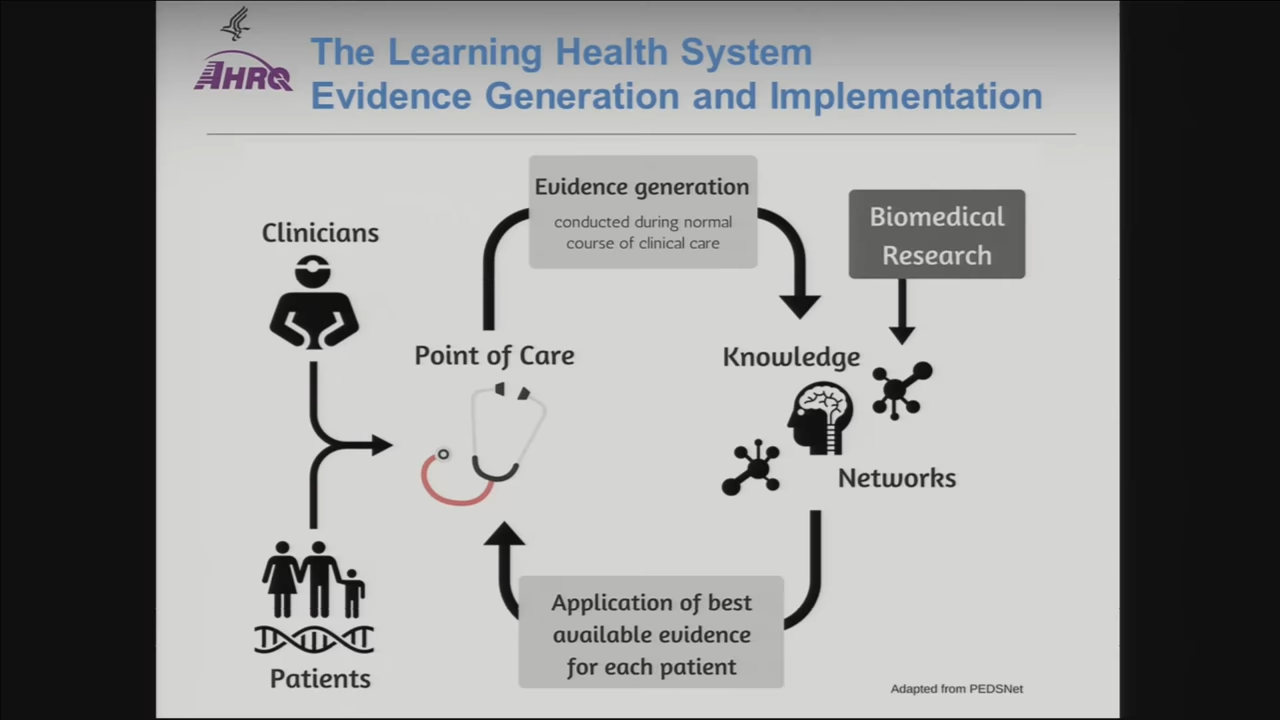 AHRQ
The Learning Health System
Evidence Generation and Implementation
Evidence generation
conducted during normal
course of clinical care
Biomedical
Research
Clinicians
Point of Care
Knowledge
Networks
Application of best
available evidence
for each patient
Patients
Adapted from PEDSNet